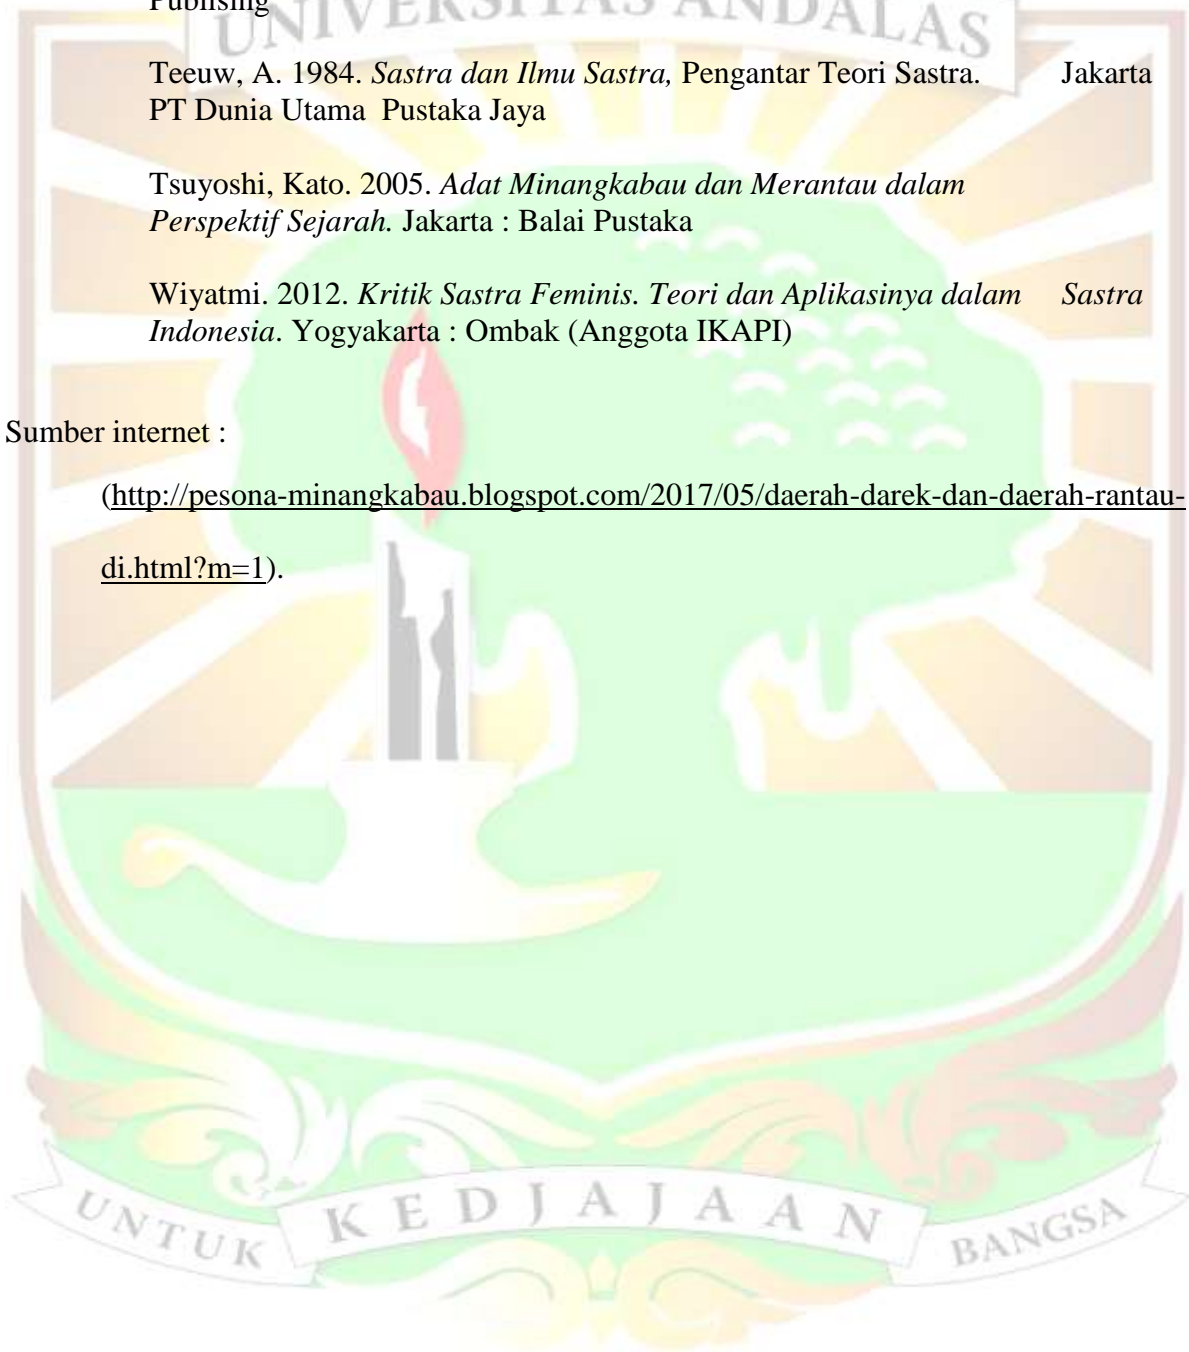 Publising
UNIVERSITAS ANDALAS
Teeuw, A. 1984. Sastra dan Ilmu Sastra, Pengantar Teori Sastra. Jakarta
PT Dunia Utama Pustaka Jaya
Tsuyoshi, Kato. 2005. Adat Minangkabau dan Merantau dalam
Perspektif Sejarah. Jakarta : Balai Pustaka
Wiyatmi. 2012. Kritik Sastra Feminis. Teori dan Aplikasinya dalam Sastra
Indonesia. Yogyakarta : Ombak (Anggota IKAPI)
Sumber internet :
(http://pesona-minangkabau.blogspot.com/2017/05/daerah-darek-dan-daerah-rantau-
di.html?m=1).
UNTUK KEDJAJAAN BANGSA